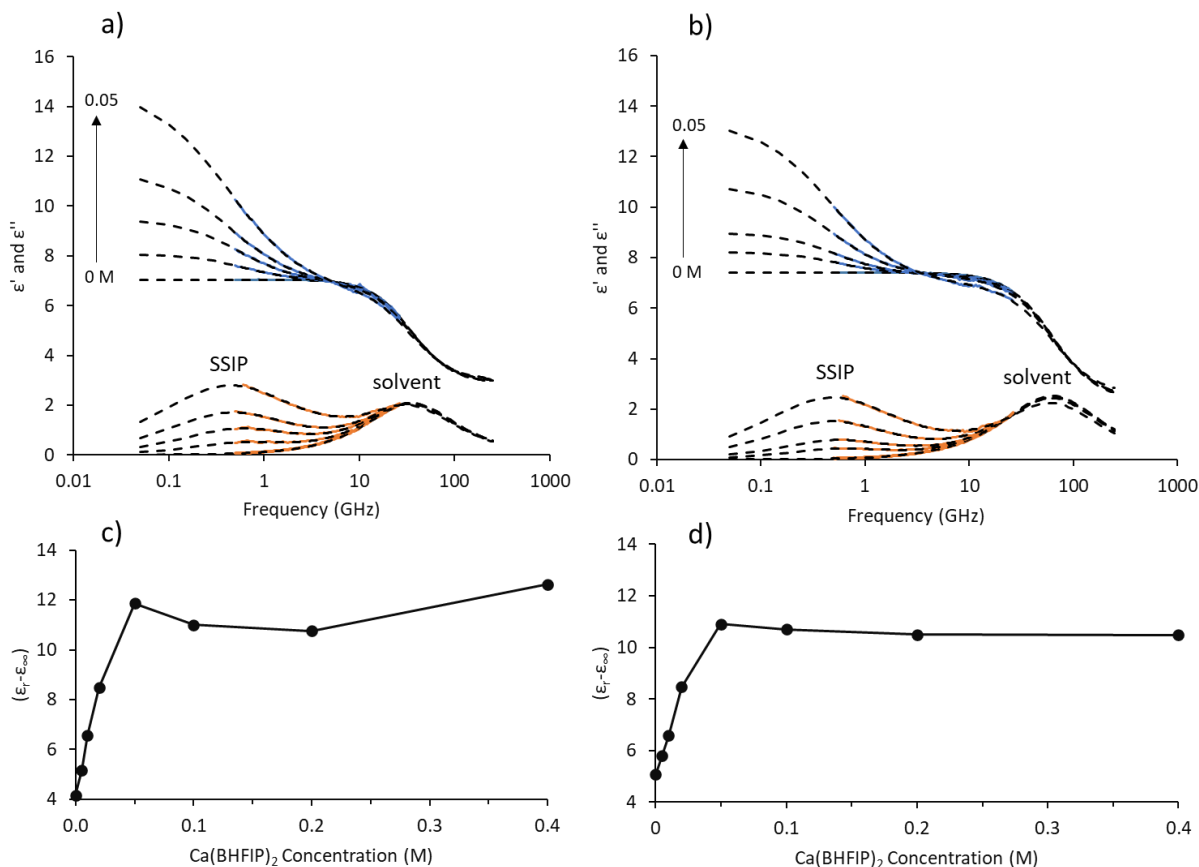 a)
16
14
12
10
8
6
4
2
0
0.05
0 M
SSIP
solvent
ε' and ε''
0.01 0.1 1 10 100 1000
Frequency (GHz)
b)
16
14
12
10
8
6
4
2
0
0.05
0 M
SSIP
solvent
ε' and ε''
0.01 0.1 1 10 100 1000
Frequency (GHz)
c)
14
12
10
8
6
4
(εr-ε∞)
0.0 0.1 0.2 0.3 0.4
Ca(BHFIP)2 Concentration (M)
d)
14
12
10
8
6
4
(εr-ε∞)
0 0.1 0.2 0.3 0.4
Ca(BHFIP)2 Concentration (M)